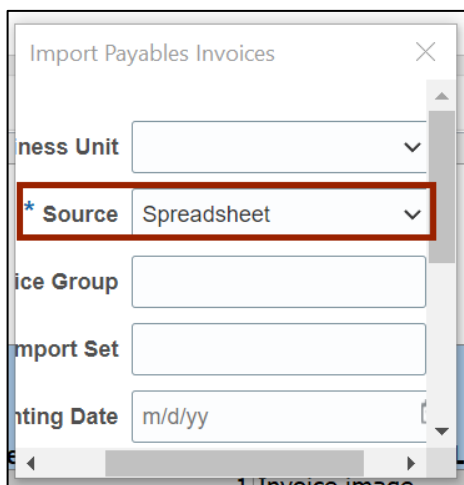 Import Payables Invoices
iness Unit
* Source Spreadsheet
ice Group
mport Set
nting Date m/d/yy
1 Invoice image